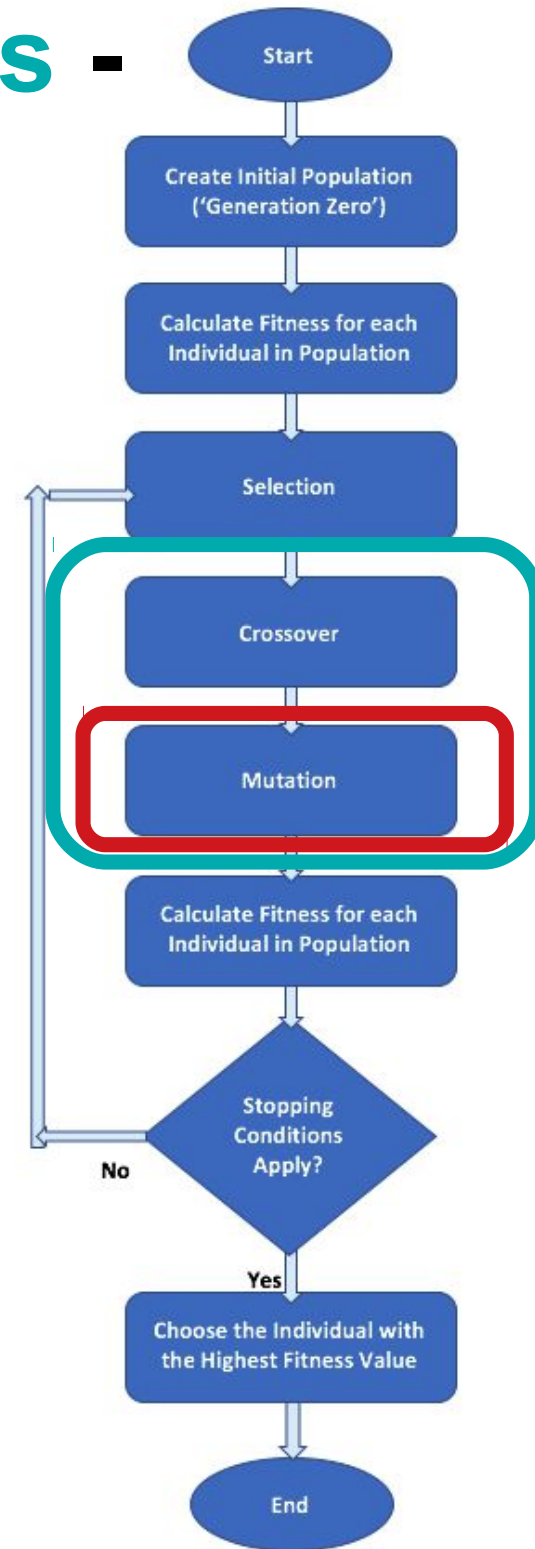 s -
Start
Create Initial Population
(‘Generation Zero’)
Calculate Fitness for each
Individual in Population
Selection
Crossover
Mutation
Calculate Fitness for each
Individual in Population
Stopping
Conditions
Apply?
No
Yes
Choose the Individual with
the Highest Fitness Value
End